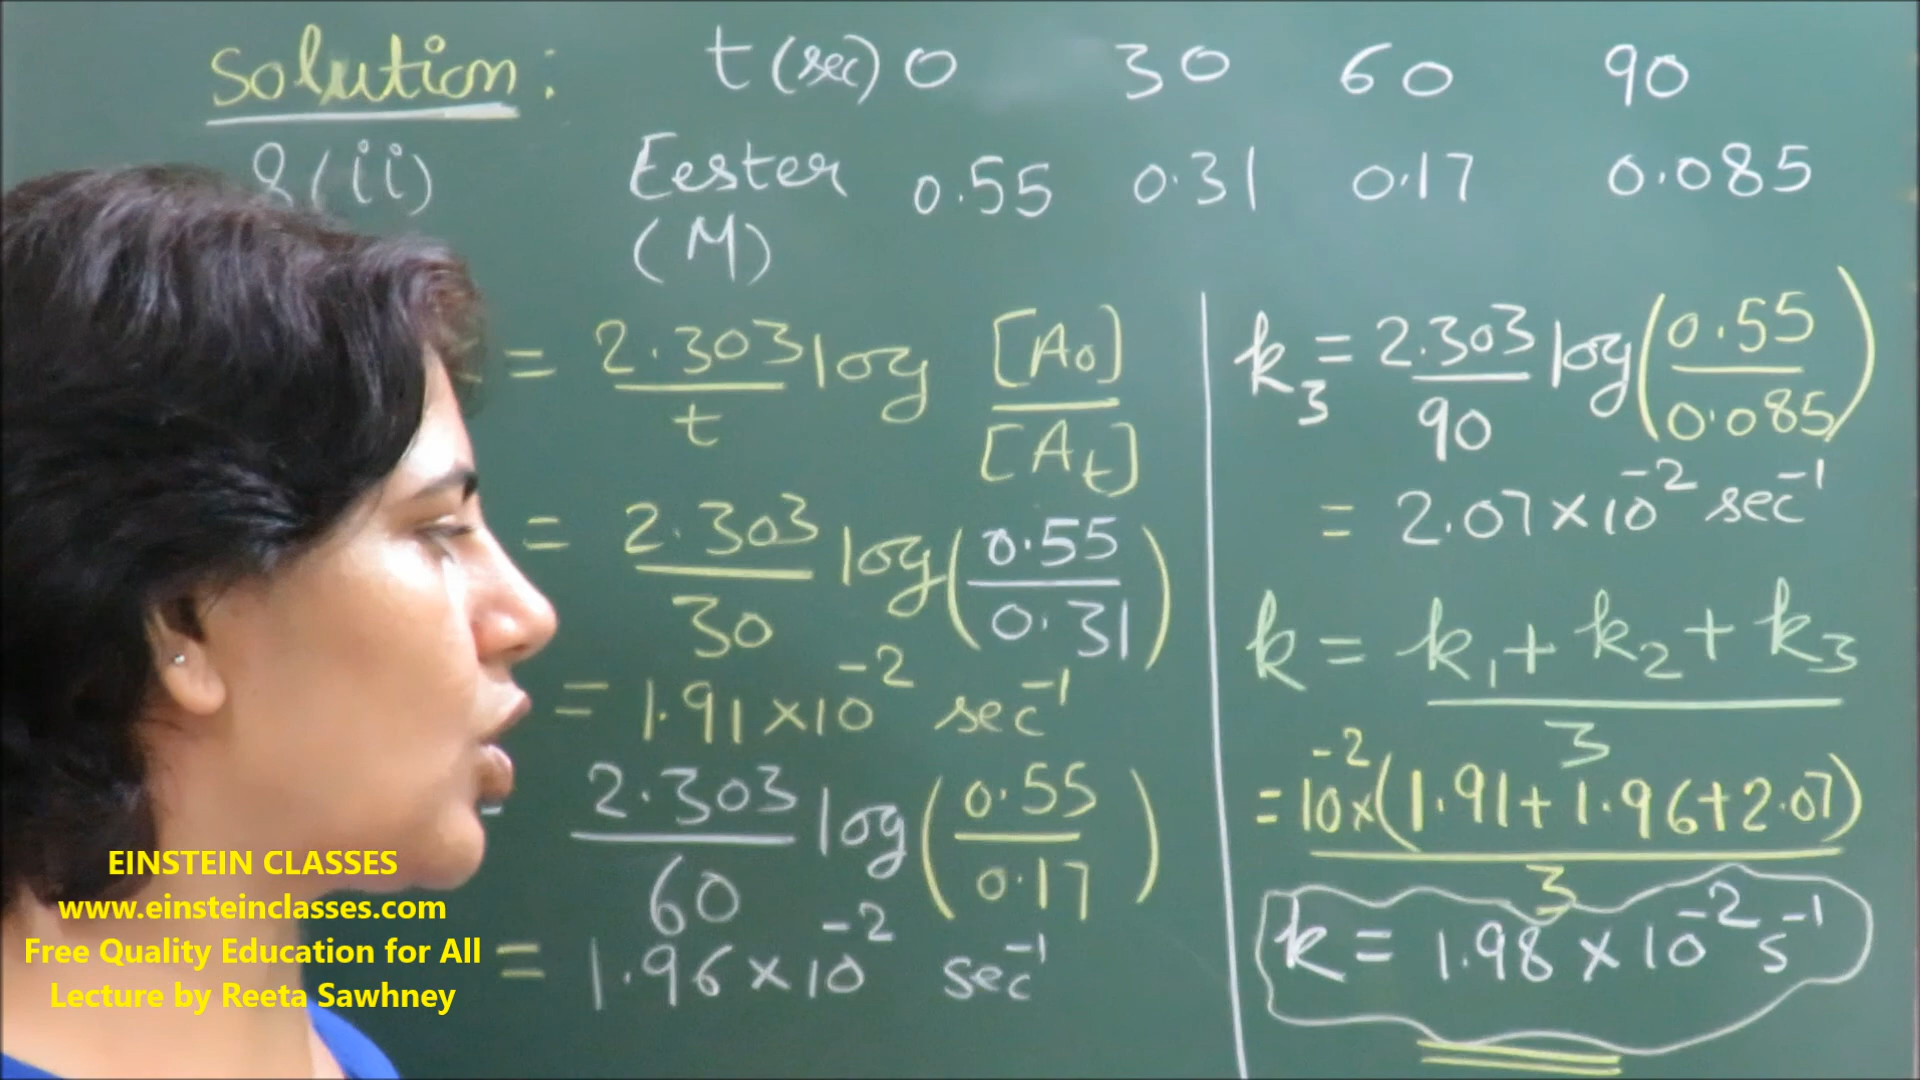 Solution: t (sec) 0 30 60 90
8(ii) Eester 0.55 0.31 0.17 0.085
(M)
= 2.303/t log [A₀]/[Aₜ]
= 2.303/30 log(0.55/0.31)
= 1.91 × 10⁻² sec⁻¹
2.303/60 log(0.55/0.17)
= 1.96 × 10⁻² sec⁻¹
k₃ = 2.303/90 log(0.55/0.085)
= 2.07 × 10⁻² sec⁻¹
k = k₁ + k₂ + k₃/3
= 10⁻² × (1.91 + 1.96 + 2.07)/3
k = 1.98 × 10⁻² s⁻¹
EINSTEIN CLASSES
www.einsteinclasses.com
Free Quality Education for All
Lecture by Reeta Sawhney